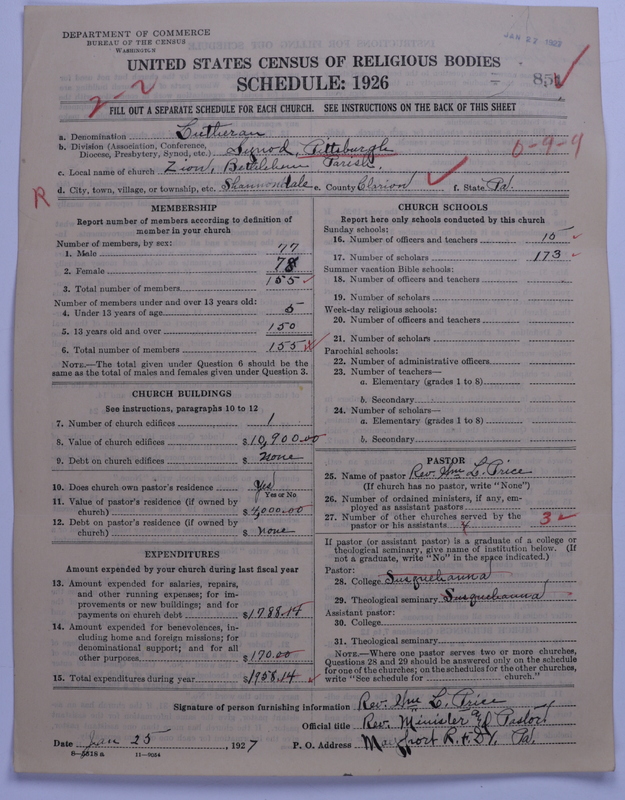 DEPARTMENT OF COMMERCE
BUREAU OF THE CENSUS
WASHINGTON
JAN 27 1927
UNITED STATES CENSUS OF RELIGIOUS BODIES
SCHEDULE: 1926
851
2-2
FILL OUT A SEPARATE SCHEDULE FOR EACH CHURCH. SEE INSTRUCTIONS ON THE BACK OF THIS SHEET
a. Denomination Lutheran
b. Division (Association, Conference, Diocese, Presbytery, Synod, etc.) Synod, Pittsburgh
0-9-9
c. Local name of church Zion, Bethlehem Parish,
R
d. City, town, village, or township, etc. Shannondale e. County Clarion f. State Pa.
MEMBERSHIP
Report number of members according to definition of
member in your church
Number of members, by sex:
1. Male 77
2. Female 78
3. Total number of members 155
Number of members under and over 13 years old:
4. Under 13 years of age 5
5. 13 years old and over 150
6. Total number of members 155
NOTE.—The total given under Question 6 should be the
same as the total of males and females given under Question 3.
CHURCH BUILDINGS
See instructions, paragraphs 10 to 12
7. Number of church edifices 1
8. Value of church edifices $10,900.00
9. Debt on church edifices $ None
10. Does church own pastor's residence Yes
Yes or No
11. Value of pastor's residence (if owned by
church) $ 4,000.00
12. Debt on pastor's residence (if owned by
church) $ None
EXPENDITURES
Amount expended by your church during last fiscal year
13. Amount expended for salaries, repairs,
and other running expenses; for im-
provements or new buildings; and for
payments on church debt $1788.14
14. Amount expended for benevolences, in-
cluding home and foreign missions; for
denominational support; and for all
other purposes $170.00
15. Total expenditures during year $1958.14
CHURCH SCHOOLS
Report here only schools conducted by this church
Sunday schools:
16. Number of officers and teachers 15
17. Number of scholars 173
Summer vacation Bible schools:
18. Number of officers and teachers
19. Number of scholars
Week-day religious schools:
20. Number of officers and teachers
21. Number of scholars
Parochial schools:
22. Number of administrative officers
23. Number of teachers—
a. Elementary (grades 1 to 8)
b. Secondary
24. Number of scholars—
a. Elementary (grades 1 to 8)
b. Secondary
PASTOR
25. Name of pastor Rev. Wm L. Price
(If church has no pastor, write "None")
26. Number of ordained ministers, if any, em-
ployed as assistant pastors
27. Number of other churches served by the
pastor or his assistants 4 3
If pastor (or assistant pastor) is a graduate of a college or
theological seminary, give name of institution below. (If
not a graduate, write "No" in the space indicated.)
Pastor:
28. College Susquehanna
29. Theological seminary Susquehanna
Assistant pastor:
30. College
31. Theological seminary
NOTE.—Where one pastor serves two or more churches,
Questions 28 and 29 should be answered only on the schedule
for one of the churches; on the schedules for the other churches,
write "See schedule for church."
Signature of person furnishing information Rev. Wm L. Price
Official title Rev. Minister Pastor
Date Jan 25, 1927 P. O. Address Mayport R.F.D. 1, Pa.
8-5618 a 11-9034